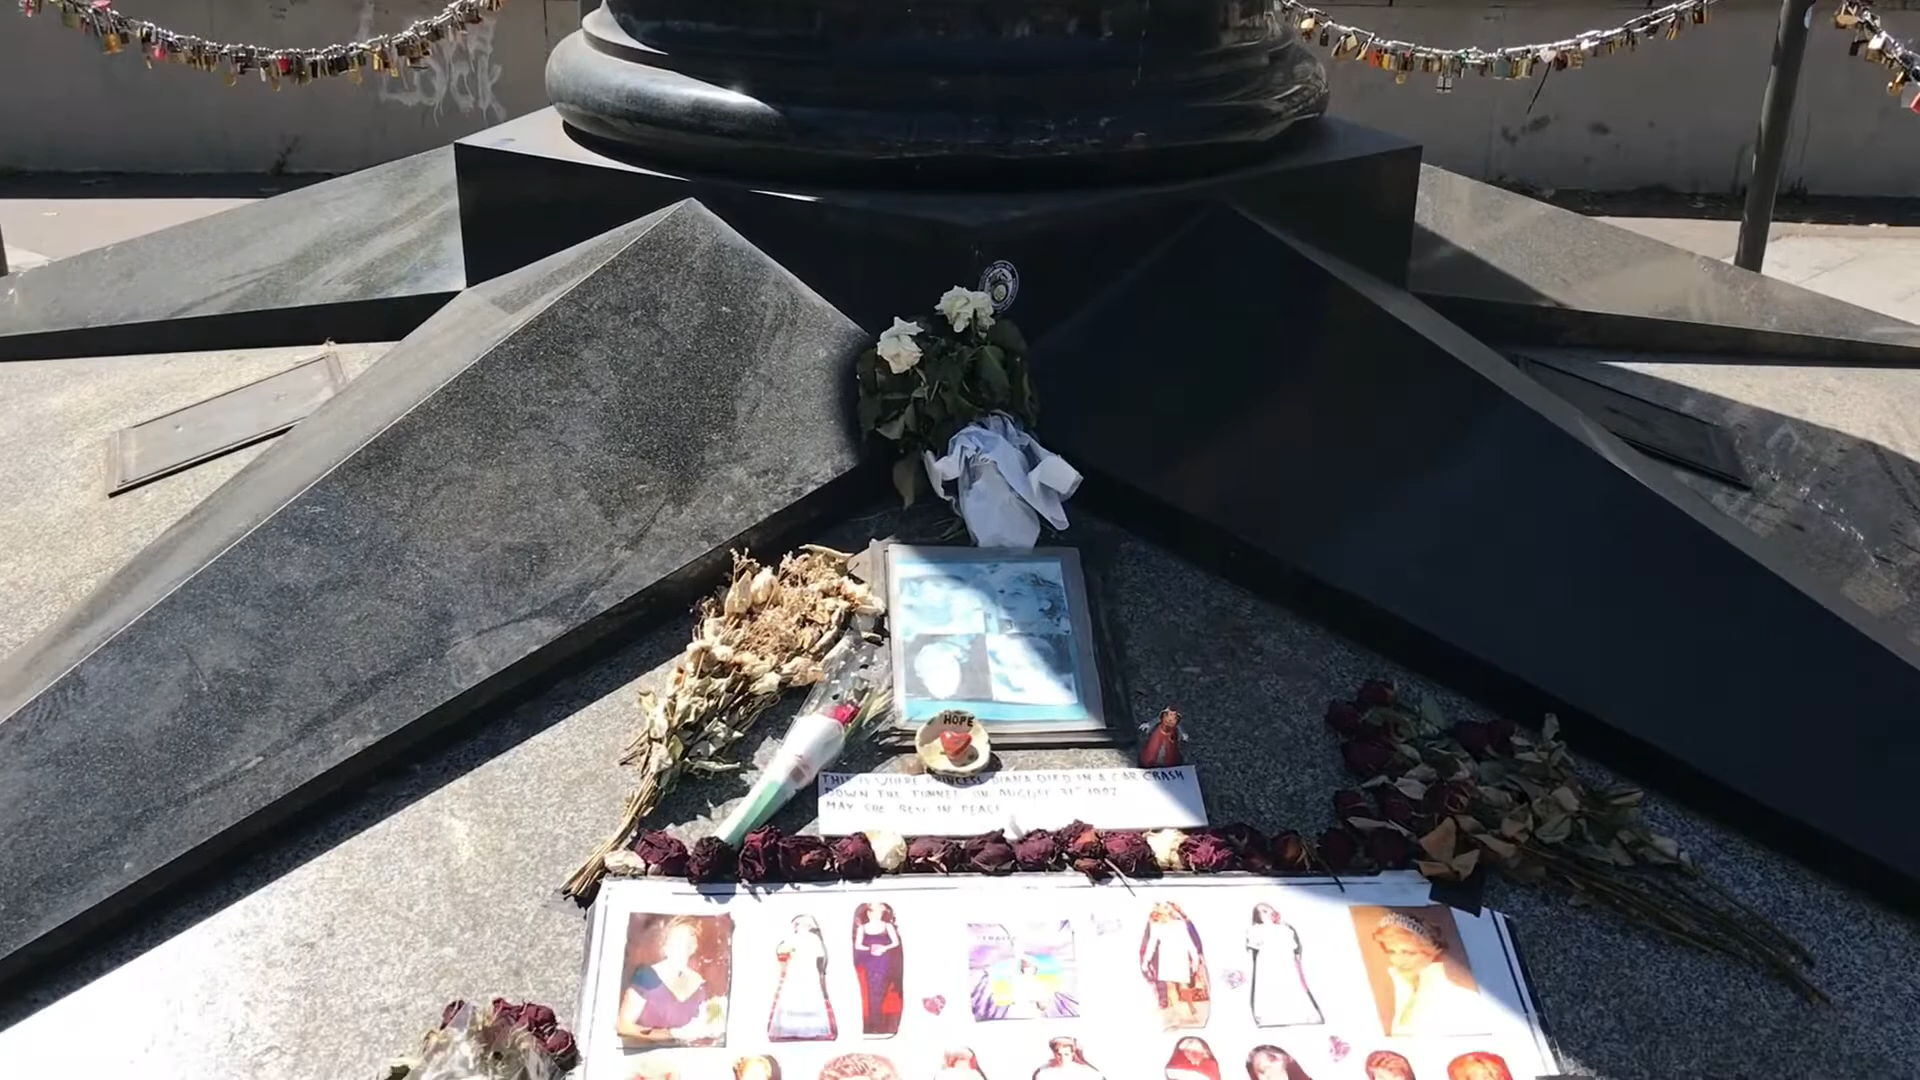 HOPE
THIS IS WHERE PRINCESS DIANA DIED IN A CAR CRASH
DOWN THE TUNNEL ON AUGUST 31ST 1997
MAY SHE REST IN PEACE